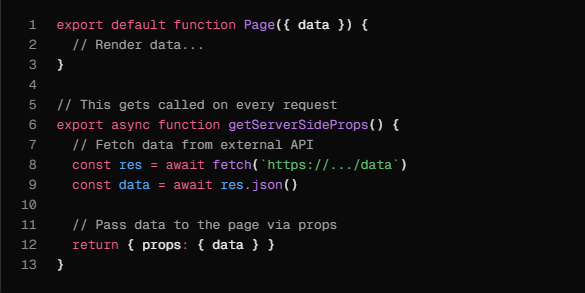 1 export default function Page({ data }) {
2   // Render data...
3 }
4
5 // This gets called on every request
6 export async function getServerSideProps() {
7   // Fetch data from external API
8   const res = await fetch(`https://.../data`)
9   const data = await res.json()
10
11   // Pass data to the page via props
12   return { props: { data } }
13 }